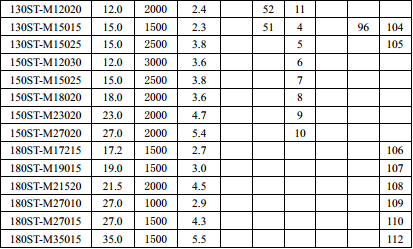 130ST-M12020 12.0 2000 2.4 52 11
130ST-M15015 15.0 1500 2.3 51 4 96 104
130ST-M15025 15.0 2500 3.8 5 105
150ST-M12030 12.0 3000 3.6 6
150ST-M15025 15.0 2500 3.8 7
150ST-M18020 18.0 2000 3.6 8
150ST-M23020 23.0 2000 4.7 9
150ST-M27020 27.0 2000 5.4 10
180ST-M17215 17.2 1500 2.7 106
180ST-M19015 19.0 1500 3.0 107
180ST-M21520 21.5 2000 4.5 108
180ST-M27010 27.0 1000 2.9 109
180ST-M27015 27.0 1500 4.3 110
180ST-M35015 35.0 1500 5.5 112